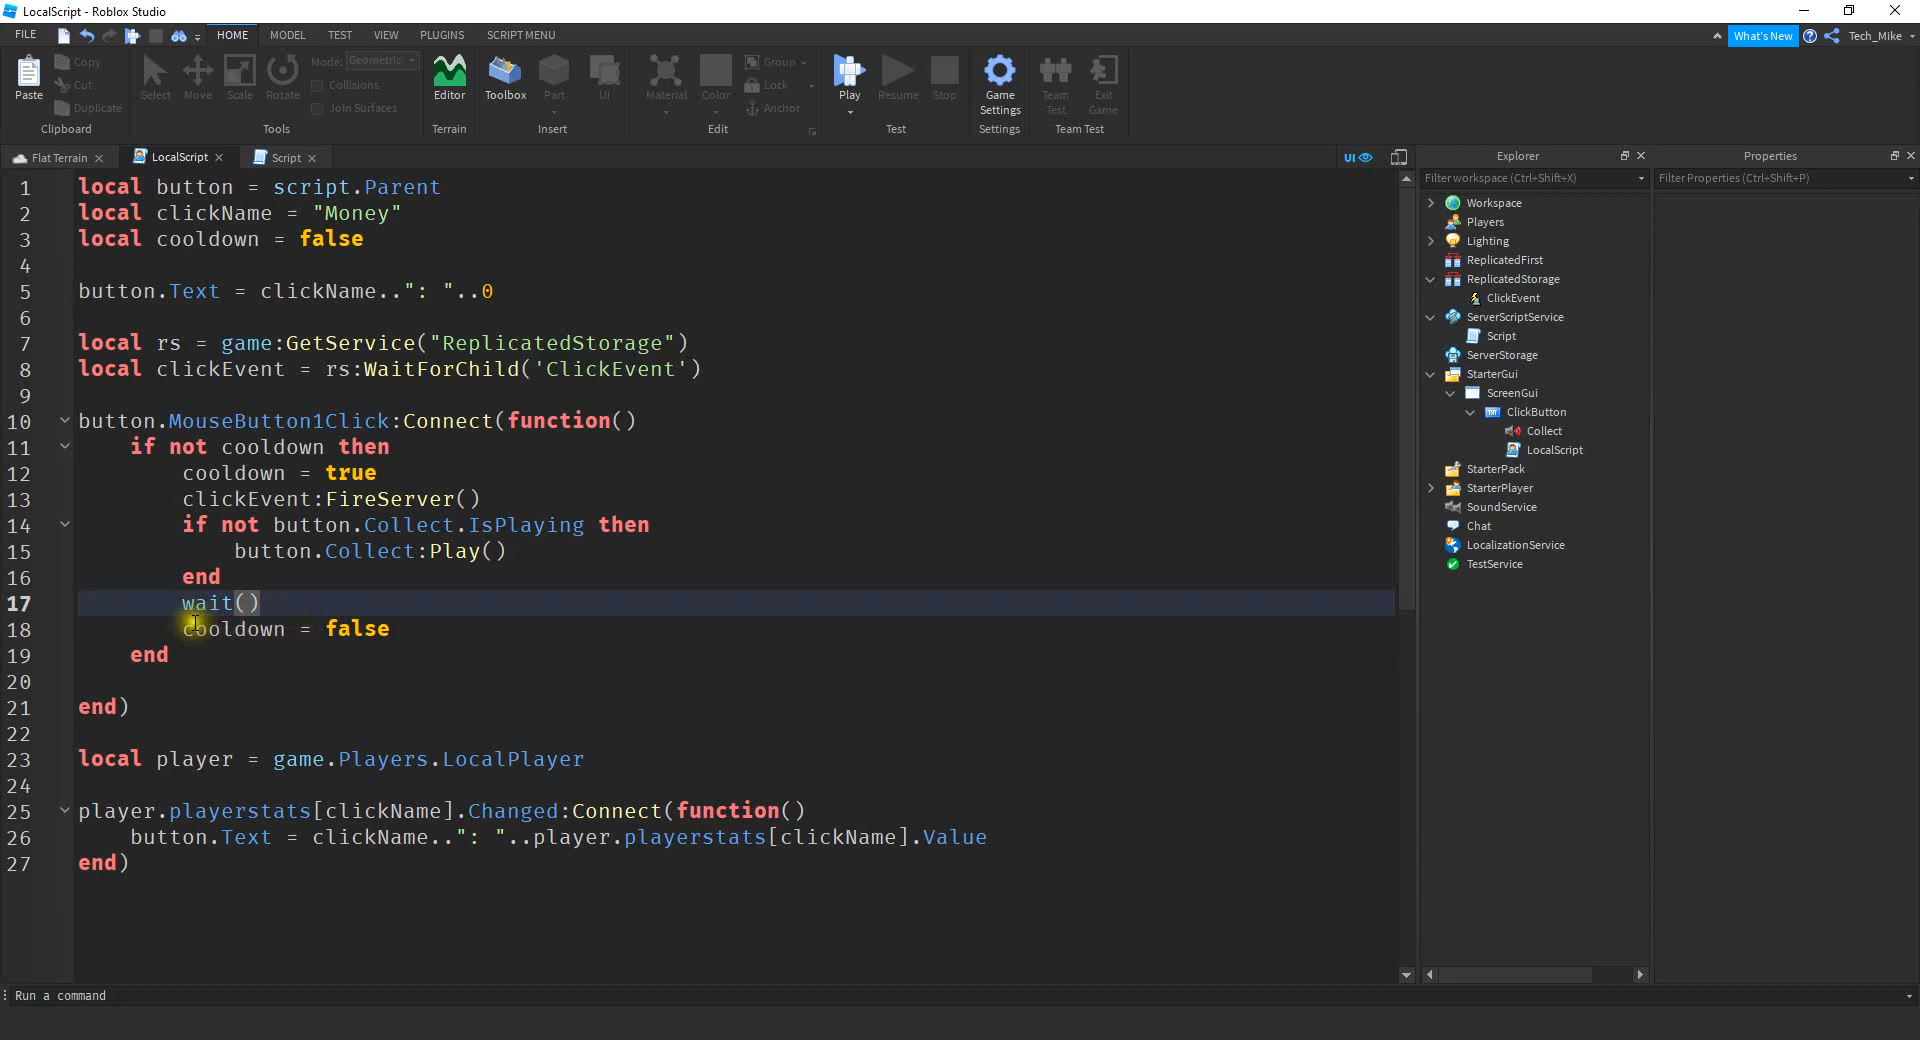 LocalScript - Roblox Studio
FILE HOME MODEL TEST VIEW PLUGINS SCRIPT MENU What's New Tech_Mike
Paste Copy Cut Duplicate
Clipboard
Select Move Scale Rotate
Mode: Geometric
Collisions
Join Surfaces
Tools
Editor
Terrain
Toolbox Part UI
Insert
Material Color Group Lock Anchor
Edit
Play Resume Stop
Test
Game Settings
Settings
Team Test Exit Game
Team Test
Flat Terrain LocalScript Script UI
1 local button = script.Parent
2 local clickName = "Money"
3 local cooldown = false
4
5 button.Text = clickName..": "..0
6
7 local rs = game:GetService("ReplicatedStorage")
8 local clickEvent = rs:WaitForChild('ClickEvent')
9
10 button.MouseButton1Click:Connect(function()
11 if not cooldown then
12 cooldown = true
13 clickEvent:FireServer()
14 if not button.Collect.IsPlaying then
15 button.Collect:Play()
16 end
17 wait()
18 cooldown = false
19 end
20
21 end)
22
23 local player = game.Players.LocalPlayer
24
25 player.playerstats[clickName].Changed:Connect(function()
26 button.Text = clickName..": "..player.playerstats[clickName].Value
27 end)
Explorer
Filter workspace (Ctrl+Shift+X)
Workspace
Players
Lighting
ReplicatedFirst
ReplicatedStorage
ClickEvent
ServerScriptService
Script
ServerStorage
StarterGui
ScreenGui
ClickButton
Collect
LocalScript
StarterPack
StarterPlayer
SoundService
Chat
LocalizationService
TestService
Properties
Filter Properties (Ctrl+Shift+P)
Run a command